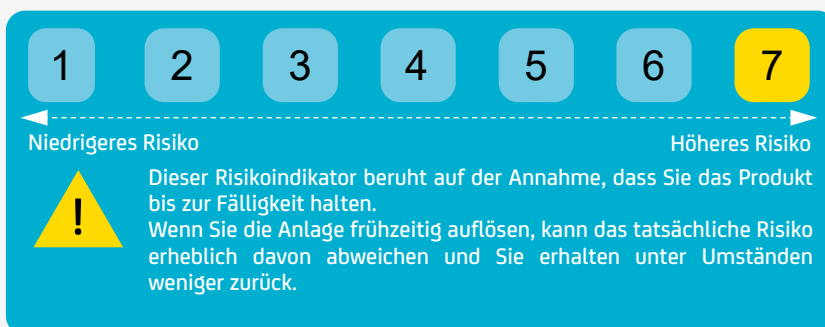 1 2 3 4 5 6 7
Niedrigeres Risiko Höheres Risiko
! Dieser Risikoindikator beruht auf der Annahme, dass Sie das Produkt
bis zur Fälligkeit halten.
Wenn Sie die Anlage frühzeitig auflösen, kann das tatsächliche Risiko
erheblich davon abweichen und Sie erhalten unter Umständen
weniger zurück.